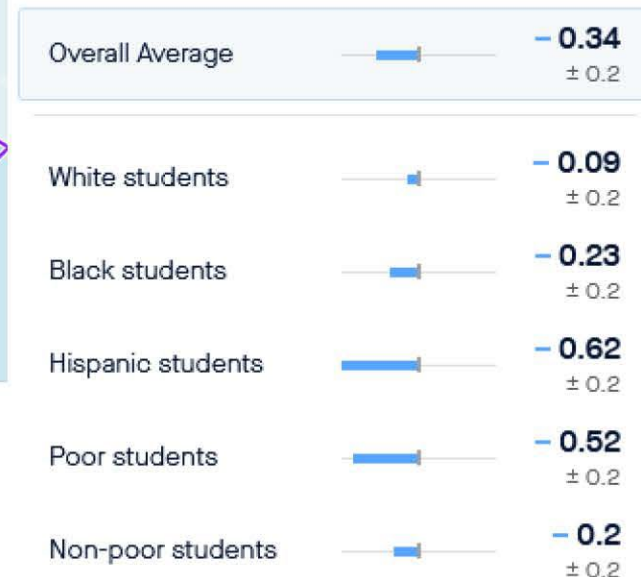 Overall Average
− 0.34
± 0.2
White students
− 0.09
± 0.2
Black students
− 0.23
± 0.2
Hispanic students
− 0.62
± 0.2
Poor students
− 0.52
± 0.2
Non-poor students
− 0.2
± 0.2